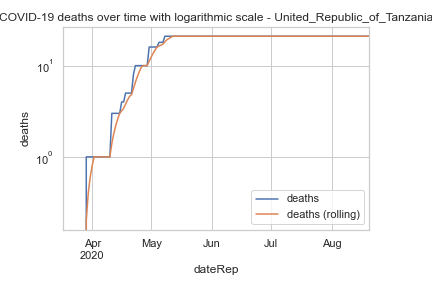 COVID-19 deaths over time with logarithmic scale - United_Republic_of_Tanzania
10¹
10⁰
deaths
deaths
deaths (rolling)
Apr
2020
May
Jun
Jul
Aug
dateRep